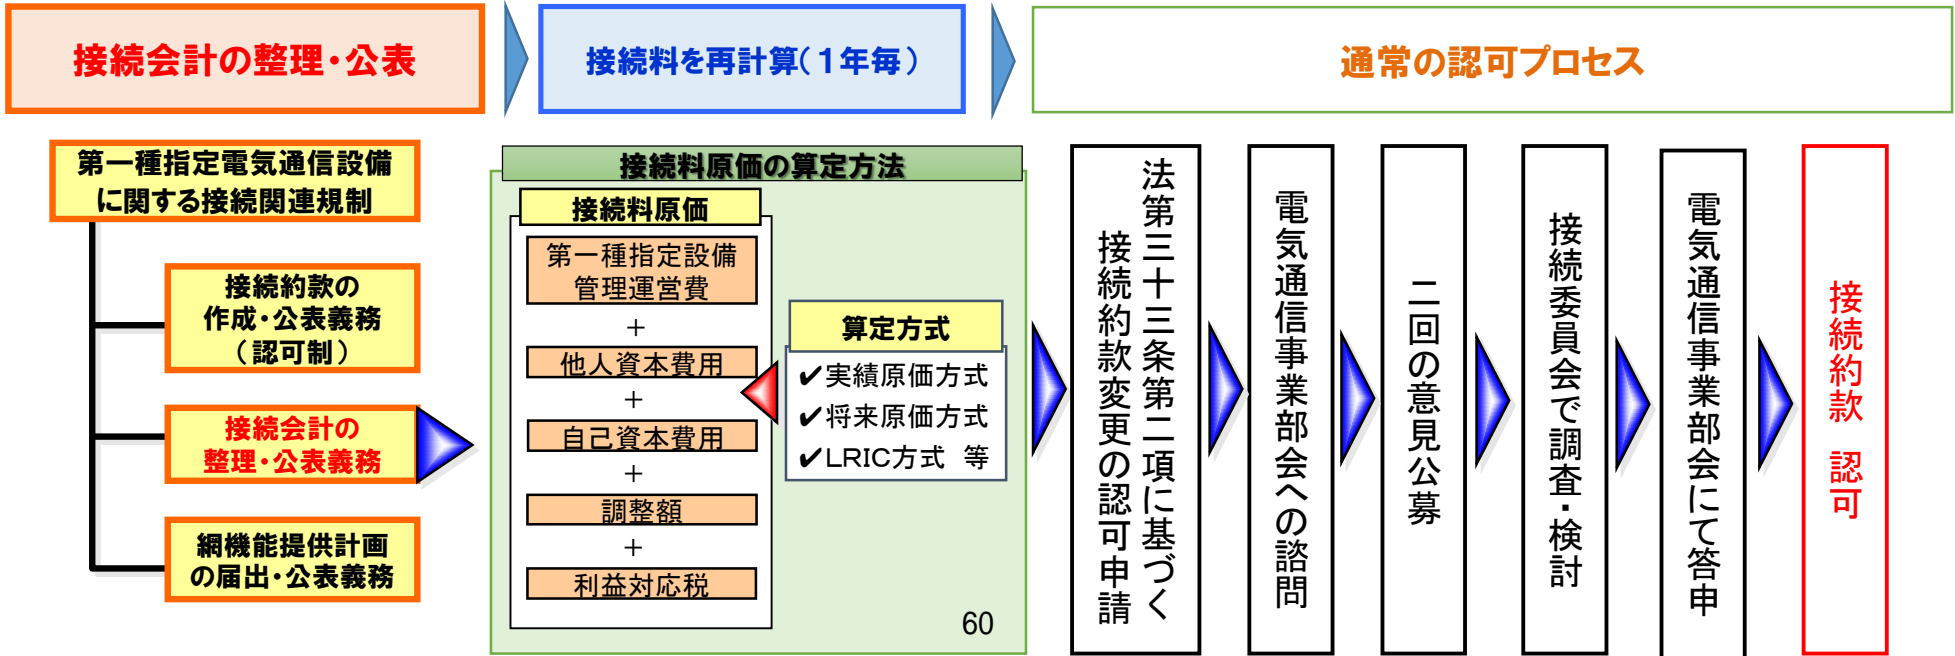 接続会計の整理・公表
接続料を再計算(1年毎)
通常の認可プロセス
第一種指定電気通信設備
に関する接続関連規制
接続約款の
作成・公表義務
(認可制)
接続会計の
整理・公表義務
網機能提供計画
の届出・公表義務
接続料原価の算定方法
接続料原価
第一種指定設備
管理運営費
+
他人資本費用
+
自己資本費用
+
調整額
+
利益対応税
算定方式
✔実績原価方式
✔将来原価方式
✔LRIC方式 等
60
法第三十三条第二項に基づく
接続約款変更の認可申請
電気通信事業部会への諮問
二回の意見公募
接続委員会で調査・検討
電気通信事業部会にて答申
接続約款 認可